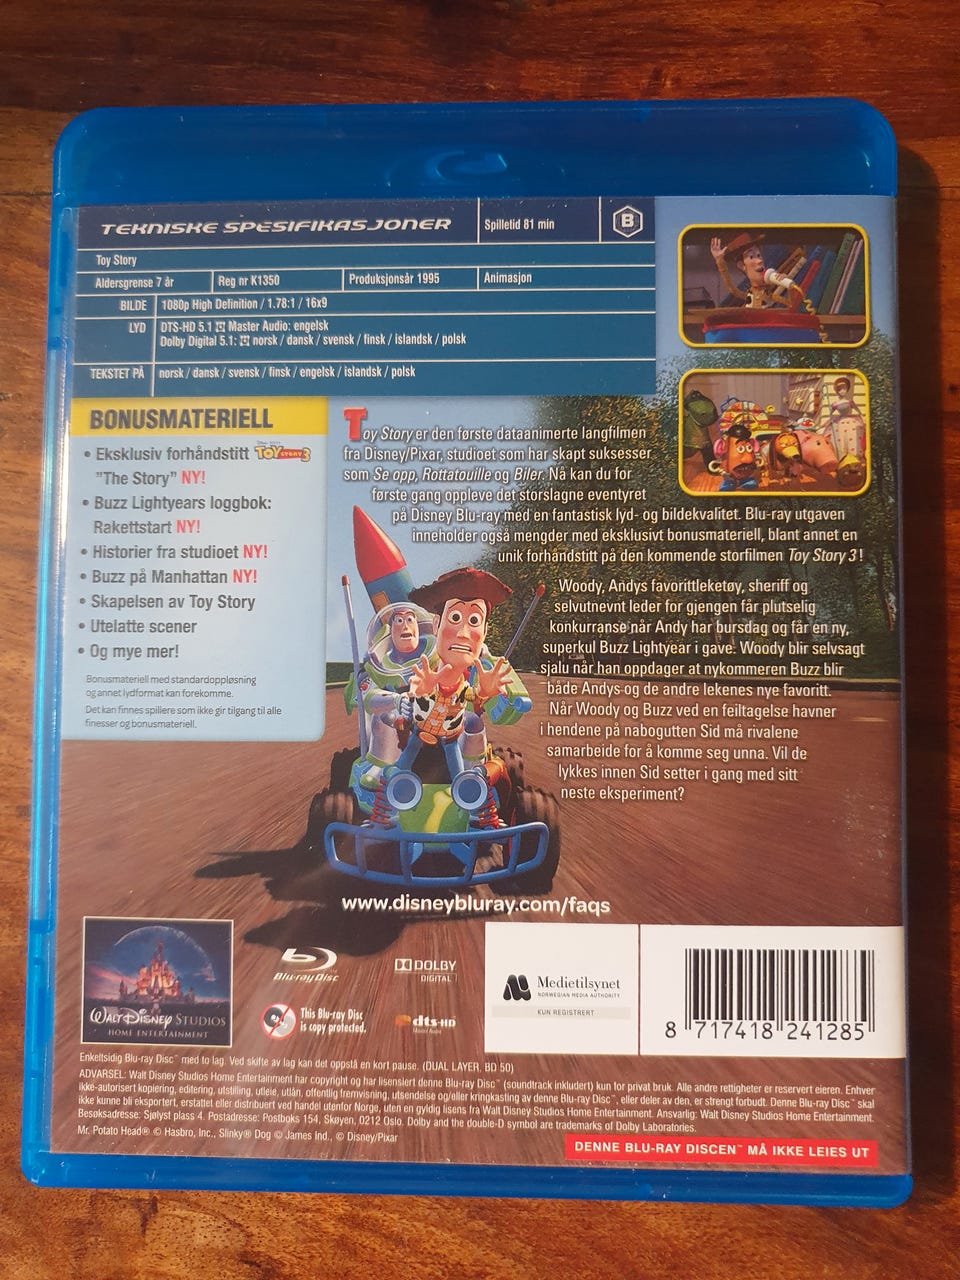 TEKNISKE SPESIFIKASJONER
Spilletid 81 min
B
Toy Story
Aldersgrense 7 år
Reg nr K1350
Produksjonsår 1995
Animasjon
BILDE
1080p High Definition / 1.78:1 / 16x9
LYD
DTS-HD 5.1 Master Audio: engelsk
Dolby Digital 5.1: norsk / dansk / svensk / finsk / islandsk / polsk
TEKSTET PÅ
norsk / dansk / svensk / finsk / engelsk / islandsk / polsk
BONUSMATERIELL
• Eksklusiv forhåndstitt TOY STORY 3
"The Story" NY!
• Buzz Lightyears loggbok:
Rakettstart NY!
• Historier fra studioet NY!
• Buzz på Manhattan NY!
• Skapelsen av Toy Story
• Utelatte scener
• Og mye mer!
Bonusmateriell med standardoppløsning
og annet lydformat kan forekomme.
Det kan finnes spillere som ikke gir tilgang til alle
finesser og bonusmateriell.
Toy Story er den første dataanimerte langfilmen
fra Disney/Pixar, studioet som har skapt suksesser
som Se opp, Rottatouille og Biler. Nå kan du for
første gang oppleve det storslagne eventyret
på Disney Blu-ray med en fantastisk lyd- og bildekvalitet. Blu-ray utgaven
inneholder også mengder med eksklusivt bonusmateriell, blant annet en
unik forhåndstitt på den kommende storfilmen Toy Story 3!
Woody, Andys favorittleketøy, sheriff og
selvutnevnt leder for gjengen får plutselig
konkurranse når Andy har bursdag og får en ny,
superkul Buzz Lightyear i gave. Woody blir selvsagt
sjalu når han oppdager at nykommeren Buzz blir
både Andys og de andre lekenes nye favoritt.
Når Woody og Buzz ved en feiltagelse havner
i hendene på nabogutten Sid må rivalene
samarbeide for å komme seg unna. Vil de
lykkes innen Sid setter i gang med sitt
neste eksperiment?
www.disneybluray.com/faqs
WALT DISNEY STUDIOS
HOME ENTERTAINMENT
Blu-ray Disc
DOLBY
DIGITAL
This Blu-ray Disc
is copy protected.
dts-HD
Master Audio
Medietilsynet
NORWEGIAN MEDIA AUTHORITY
KUN REGISTRERT
8 717418 241285
Enkeltsidig Blu-ray Disc™ med to lag. Ved skifte av lag kan det oppstå en kort pause. (DUAL LAYER, BD 50)
ADVARSEL: Walt Disney Studios Home Entertainment har copyright og har lisensiert denne Blu-ray Disc™ (soundtrack inkludert) kun for privat bruk. Alle andre rettigheter er reservert eieren. Enhver
ikke-autorisert kopiering, editering, utstilling, utleie, utlån, offentlig fremvisning, utsendelse og/eller kringkasting av denne Blu-ray Disc™, eller deler av den, er strengt forbudt. Denne Blu-ray Disc™ skal
ikke kunne bli eksportert, erstattet eller distribuert ved handel utenfor Norge, uten en gyldig lisens fra Walt Disney Studios Home Entertainment. Ansvarlig: Walt Disney Studios Home Entertainment.
Besøksadresse: Sjølyst plass 4. Postadresse: Postboks 154, Skøyen, 0212 Oslo. Dolby and the double-D symbol are trademarks of Dolby Laboratories.
Mr. Potato Head® © Hasbro, Inc., Slinky® Dog © James Ind., © Disney/Pixar
DENNE BLU-RAY DISCEN™ MÅ IKKE LEIES UT